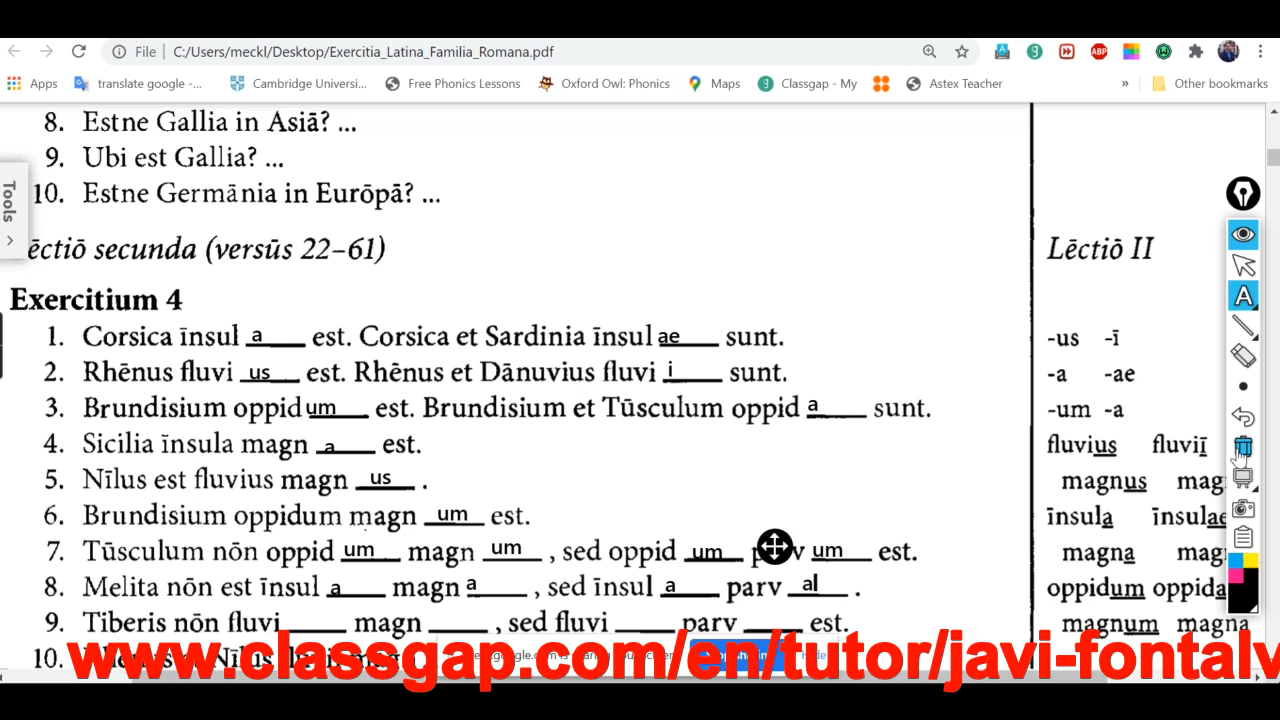 File | C:/Users/meckl/Desktop/Exercitia_Latina_Familia_Romana.pdf
Apps translate google -... Cambridge Universi... Free Phonics Lessons Oxford Owl: Phonics Maps Classgap - My Astex Teacher » Other bookmarks
8. Estne Gallia in Asiā? ...
9. Ubi est Gallia? ...
10. Estne Germānia in Eurōpā? ...
Tools
ēctiō secunda (versūs 22–61) Lēctiō II
Exercitium 4
1. Corsica īnsul a est. Corsica et Sardinia īnsul ae sunt. -us -ī
2. Rhēnus fluvi us est. Rhēnus et Dānuvius fluvi i sunt. -a -ae
3. Brundisium oppid um est. Brundisium et Tūsculum oppid a sunt. -um -a
4. Sicilia īnsula magn a est. fluvius fluviī
5. Nīlus est fluvius magn us . magnus mag
6. Brundisium oppidum magn um est. īnsula īnsulae
7. Tūsculum nōn oppid um magn um , sed oppid um v um est. magna mag
8. Melita nōn est īnsul a magn a , sed īnsul a parv al . oppidum oppida
9. Tiberis nōn fluvi magn , sed fluvi parv est. magnum magna
10.
www.classgap.com/en/tutor/javi-fontalv